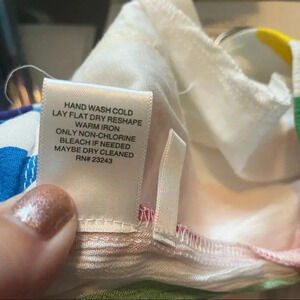 HAND WASH COLD
LAY FLAT DRY RESHAPE
WARM IRON
ONLY NON-CHLORINE
BLEACH IF NEEDED
MAYBE DRY CLEANED
RN# 23243